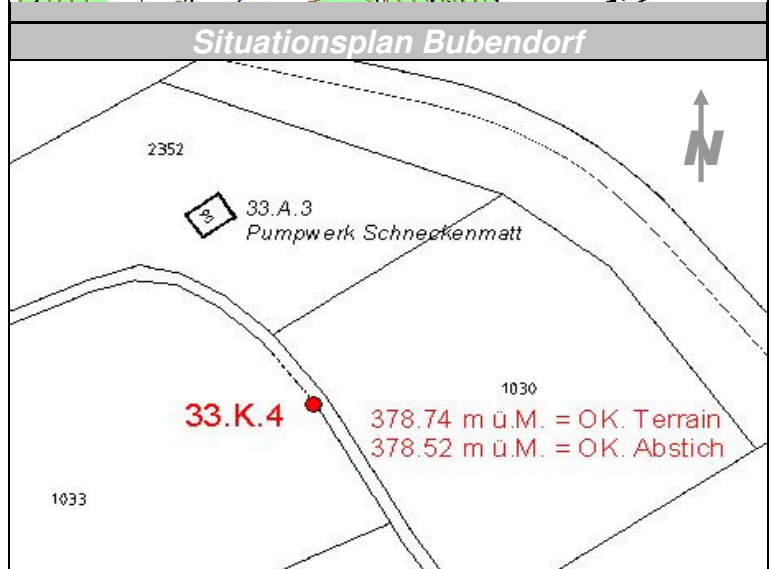 Situationsplan Bubendorf
N
2352
33.A.3
Pumpwerk Schneckenmatt
1030
33.K.4
378.74 m ü.M. = OK. Terrain
378.52 m ü.M. = OK. Abstich
1033